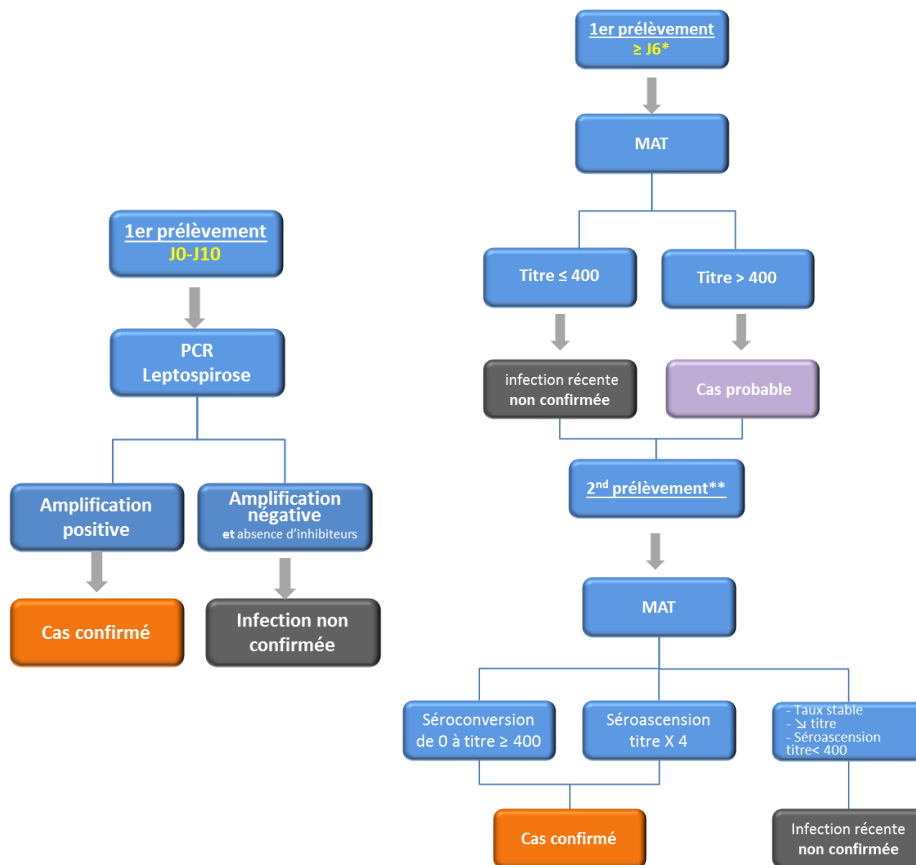 1er prélèvement
J0-J10
PCR
Leptospirose
Amplification
positive
Amplification
négative
et absence d'inhibiteurs
Cas confirmé
Infection non
confirmée
1er prélèvement
≥ J6*
MAT
Titre ≤ 400
Titre > 400
infection récente
non confirmée
Cas probable
2nd prélèvement**
MAT
Séroconversion
de 0 à titre ≥ 400
Séroascension
titre X 4
- Taux stable
- ↘ titre
- Séroascension
titre< 400
Cas confirmé
Infection récente
non confirmée